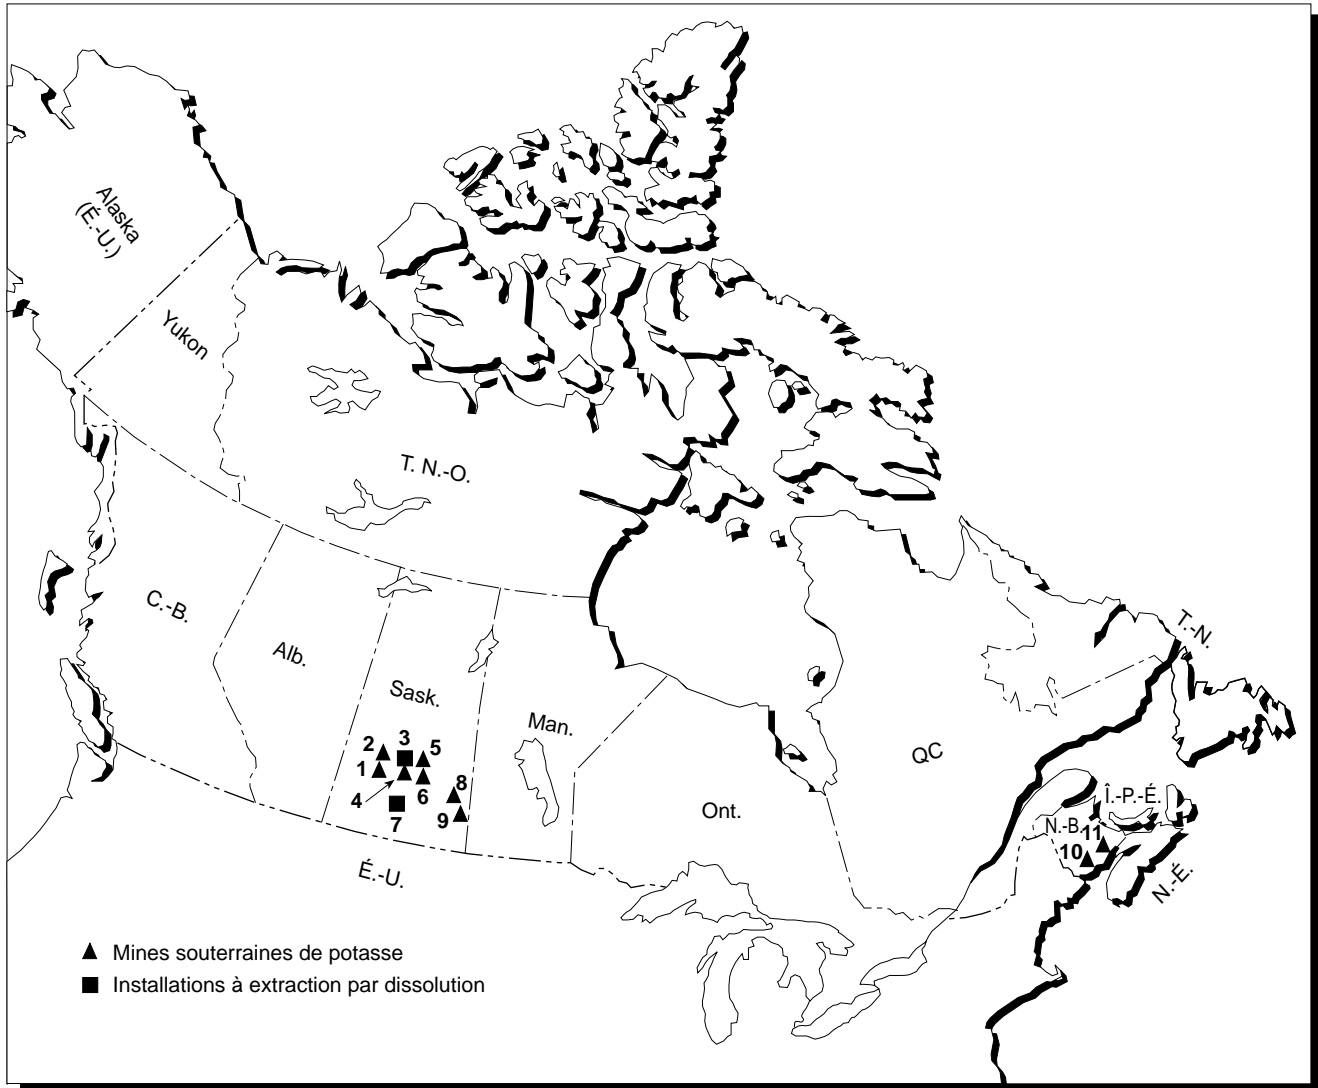 Alaska
(É.-U.)
Yukon
T. N.-O.
C.-B.
Alb.
Sask.
Man.
T.-N.
QC
Ont.
Î.-P.-É.
N.-B.
N.-É.
É.-U.
2
3
5
1
4
6
8
7
9
11
10
Mines souterraines de potasse
Installations à extraction par dissolution